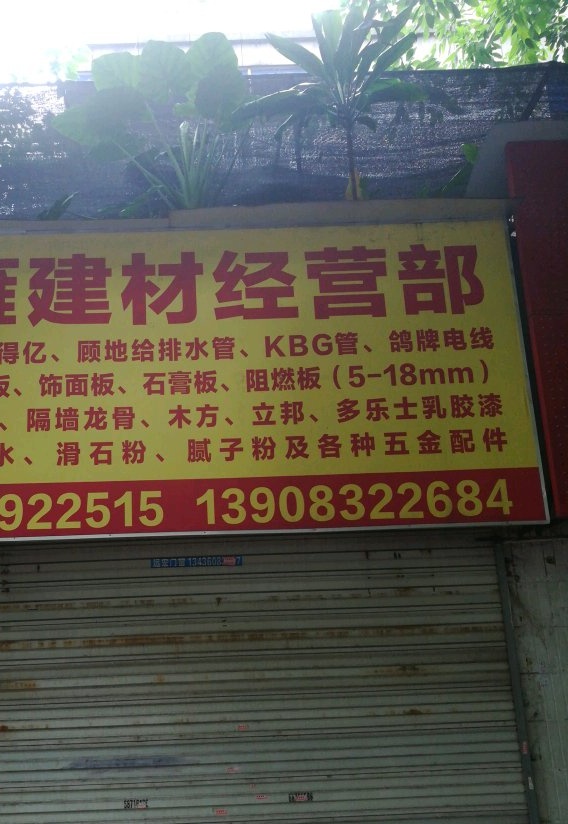 建材经营部
得亿、顾地给排水管、KBG管、鸽牌电线
板、饰面板、石膏板、阻燃板(5-18mm)
、隔墙龙骨、木方、立邦、多乐士乳胶漆
水、滑石粉、腻子粉及各种五金配件
922515 13908322684